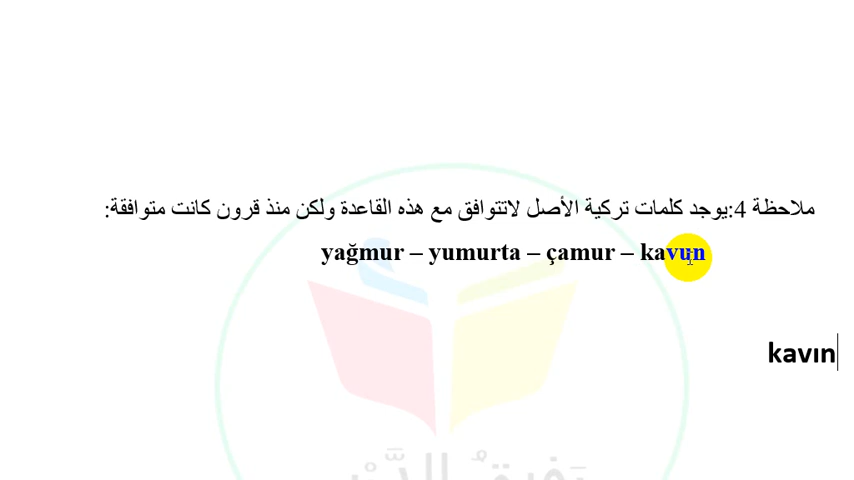 ملاحظة 4:يوجد كلمات تركية الأصل لاتتوافق مع هذه القاعدة ولكن منذ قرون كانت متوافقة:
yağmur – yumurta – çamur – kavun
kavın